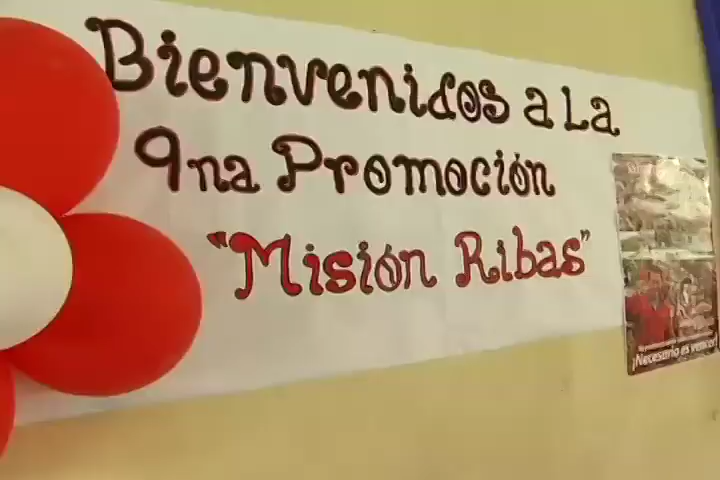 Bienvenidos a La
9na Promoción
"Misión Ribas"
¡Necesario es vencer!